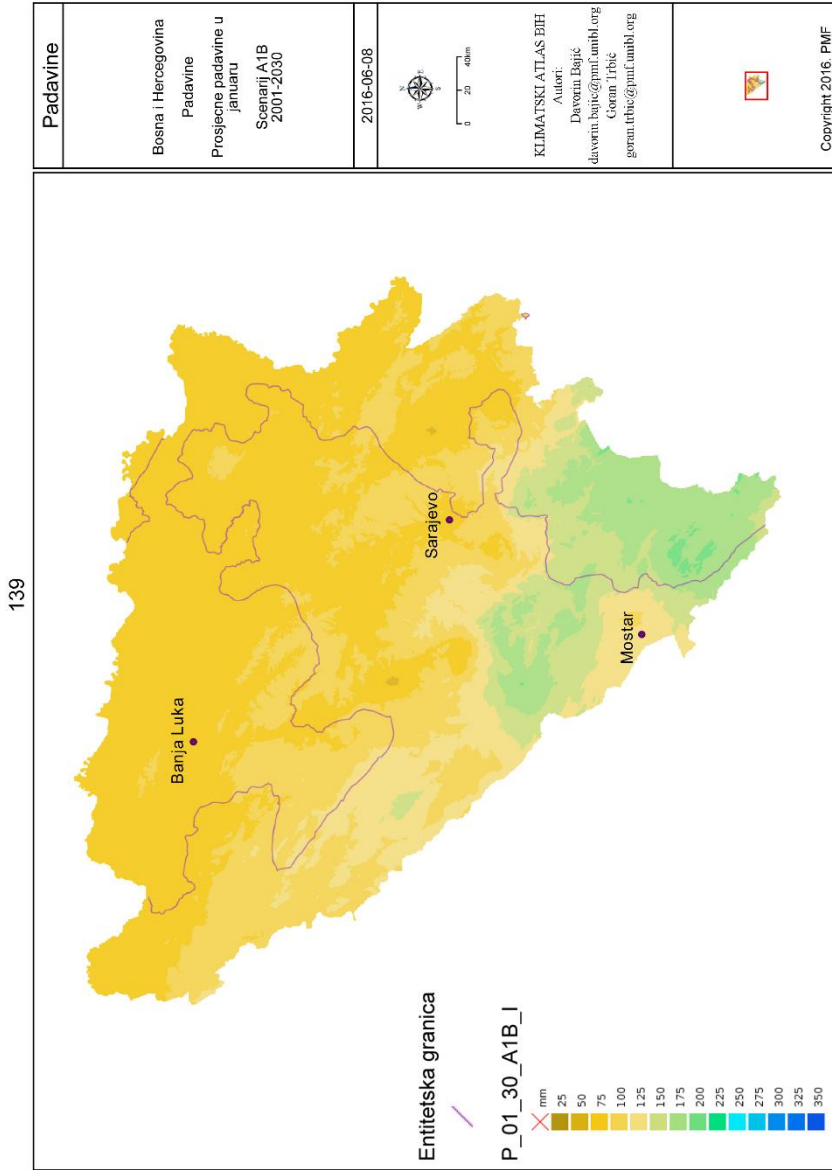 139
Padavine
Bosna i Hercegovina
Padavine
Prosjecne padavine u
januaru
Scenarij A1B
2001-2030
2016-06-08
N
W
E
S
0 20 40km
KLIMATSKI ATLAS BIH
Autori:
Davorin Bajić
davorin.bajic@pmf.unibl.org
Goran Trbić
goran.trbic@pmf.unibl.org
Copyright 2016. PMF
Banja Luka
Sarajevo
Mostar
Entitetska granica
P_01_30_A1B_I
mm
25
50
75
100
125
150
175
200
225
250
275
300
325
350